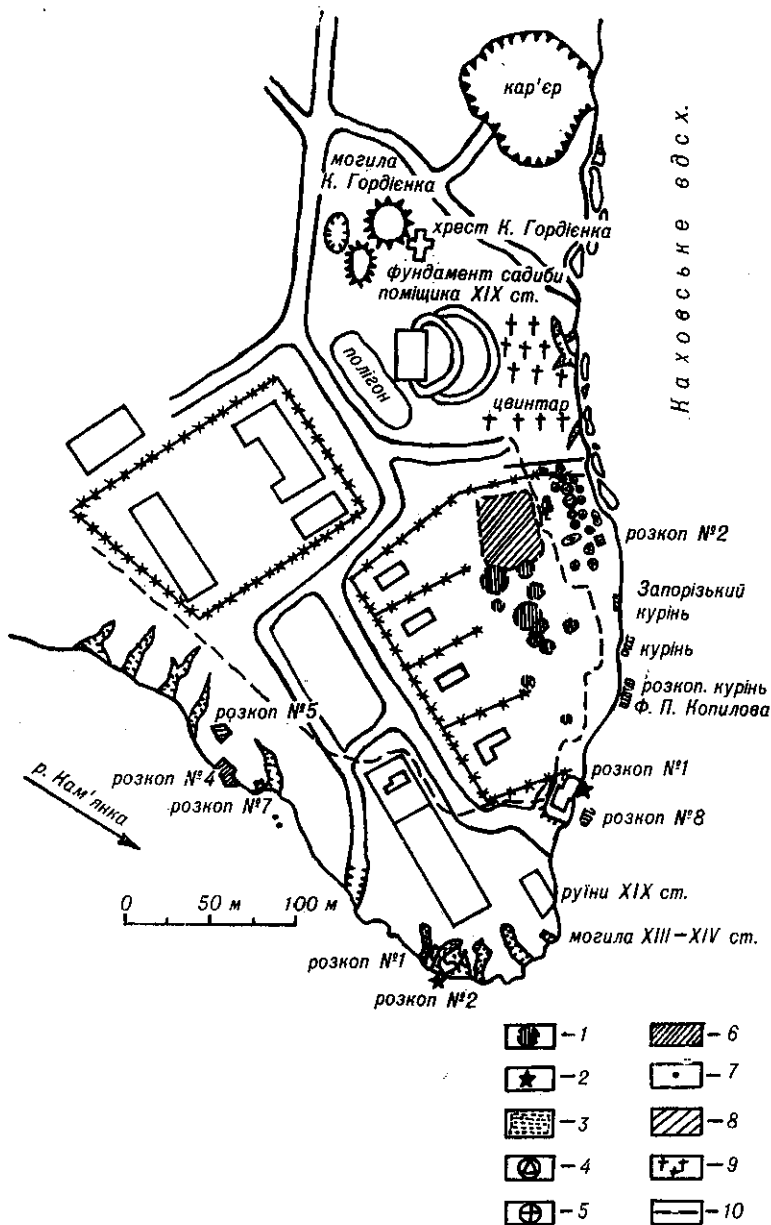 кар'єр
могила
К. Гордієнка
хрест К. Гордієнка
фундамент садиби
поміщика XIX ст.
Каховське вдсх.
полігон
цвинтар
розкоп №2
Запорізький
курінь
курінь
розкоп. курінь
Ф. П. Копилова
розкоп №5
розкоп №4
розкоп №7
р. Кам'янка
розкоп №1
розкоп №8
0 50 м 100 м
руїни XIX ст.
могила XIII–XIV ст.
розкоп №1
розкоп №2
– 1
– 2
– 3
– 4
– 5
– 6
– 7
– 8
– 9
– 10